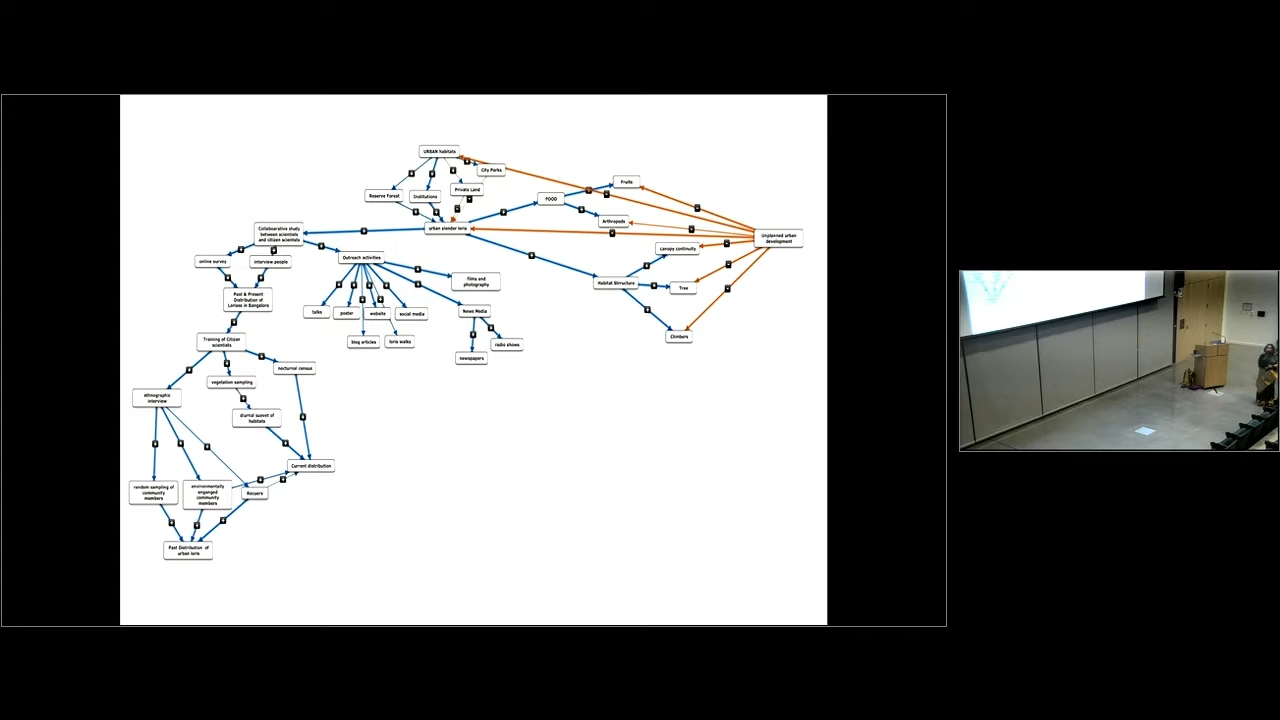 URBAN habitats
City Parks
Private Land
Reserve Forest
Institutions
urban slender loris
FOOD
Fruits
Arthropods
Unplanned urban
development
canopy continuity
Habitat Strructure
Tree
Climbers
Collaborative study
between scientists
and citizen scientists
online survey
interview people
Outreach activities
films and
photography
talks
poster
website
social media
News Media
blog articles
loris walks
newspapers
radio shows
Past & Present
Distribution of
Lorises in Bangalore
Training of Citizen
scientists
nocturnal census
vegetation sampling
ethnographic
interview
diurnal suevet of
habitats
Current distribution
random sampling of
community
members
environmentally
enganged
community
members
Rscuers
Past Distribution of
urban loris